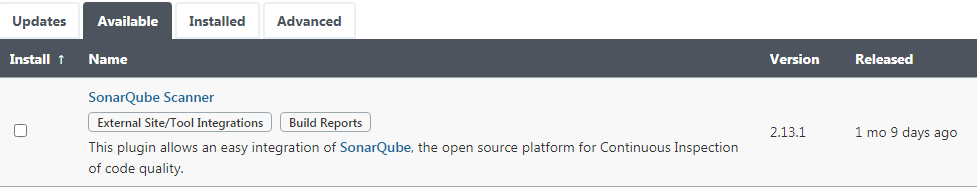 Updates Available Installed Advanced
Install ↑ Name Version Released
SonarQube Scanner
External Site/Tool Integrations Build Reports
2.13.1 1 mo 9 days ago
This plugin allows an easy integration of SonarQube, the open source platform for Continuous Inspection
of code quality.